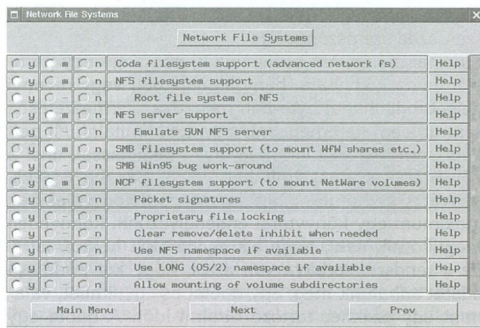 Network File Systems
Network File Systems
y m n Coda filesystem support (advanced network fs) Help
y m n NFS filesystem support Help
y - n Root file system on NFS Help
y m n NFS server support Help
y - n Emulate SUN NFS server Help
y m n SMB filesystem support (to mount WfW shares etc.) Help
y - n SMB Win95 bug work-around Help
y m n NCP filesystem support (to mount NetWare volumes) Help
y - n Packet signatures Help
y - n Proprietary file locking Help
y - n Clear remove/delete inhibit when needed Help
y - n Use NFS namespace if available Help
y - n Use LONG (OS/2) namespace if available Help
y - n Allow mounting of volume subdirectories Help
Main Menu Next Prev